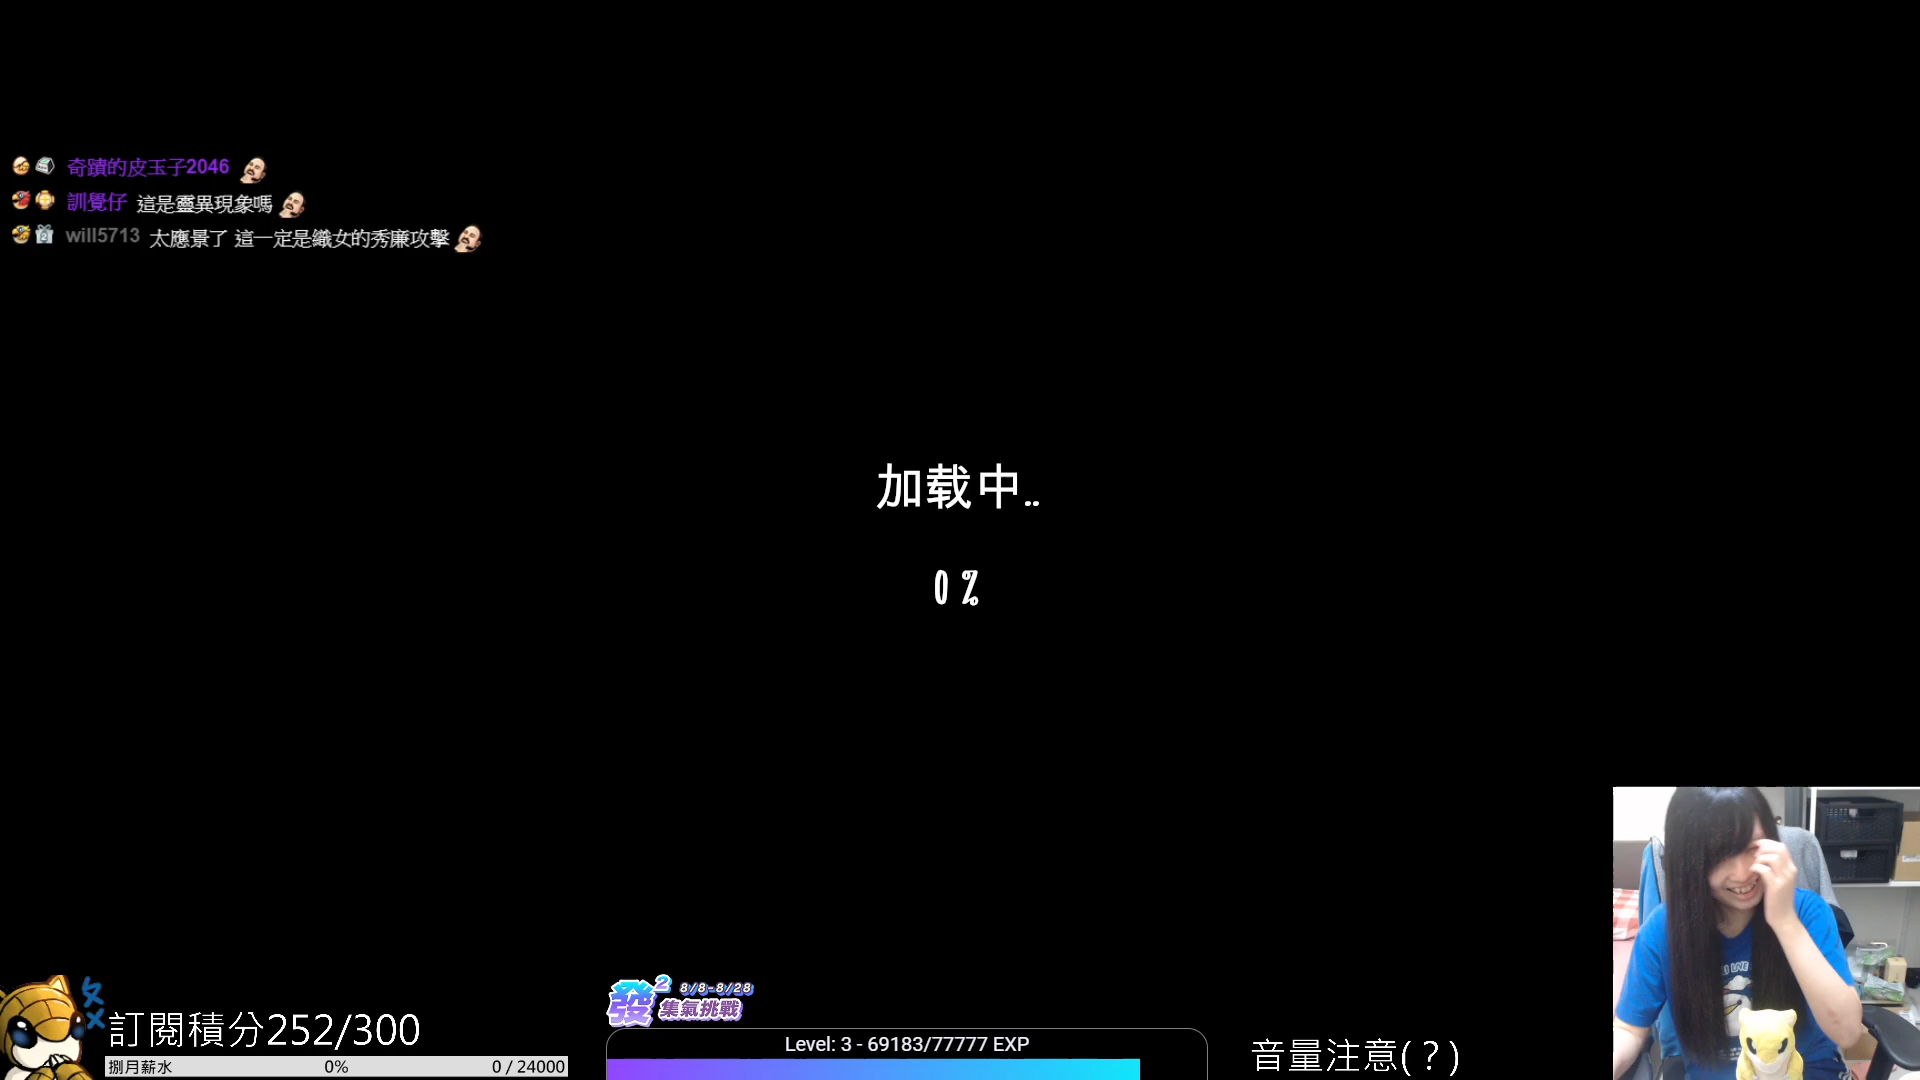 奇蹟的皮玉子2046
訓覺仔 這是靈異現象嗎
will5713 太應景了 這一定是織女的秀廉攻擊
加载中..
0 %
發2 8/8-8/28
集氣挑戰
訂閱積分252/300
捌月薪水 0% 0 / 24000
Level: 3 - 69183/77777 EXP
音量注意(？)